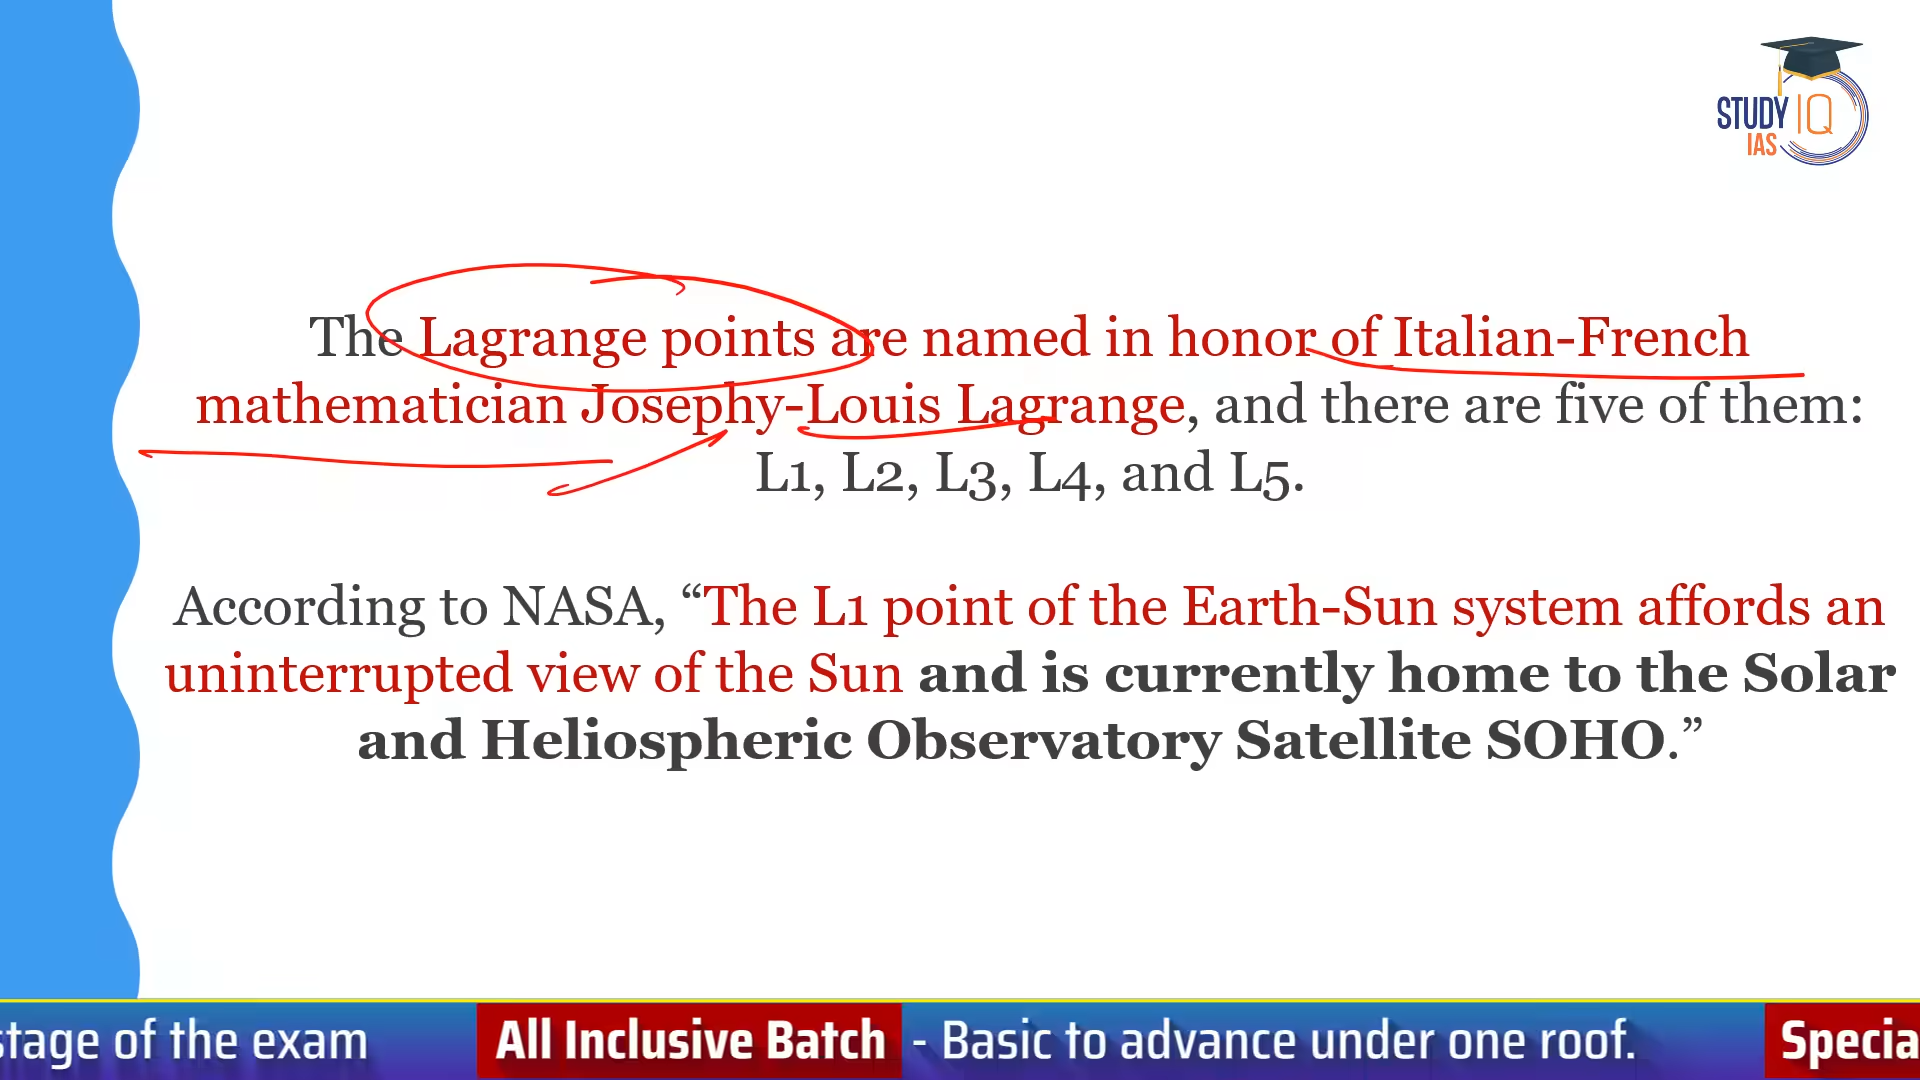 STUDY IQ
IAS
The Lagrange points are named in honor of Italian-French
mathematician Josephy-Louis Lagrange, and there are five of them:
L1, L2, L3, L4, and L5.
According to NASA, “The L1 point of the Earth-Sun system affords an
uninterrupted view of the Sun and is currently home to the Solar
and Heliospheric Observatory Satellite SOHO.”
stage of the exam All Inclusive Batch - Basic to advance under one roof. Specia